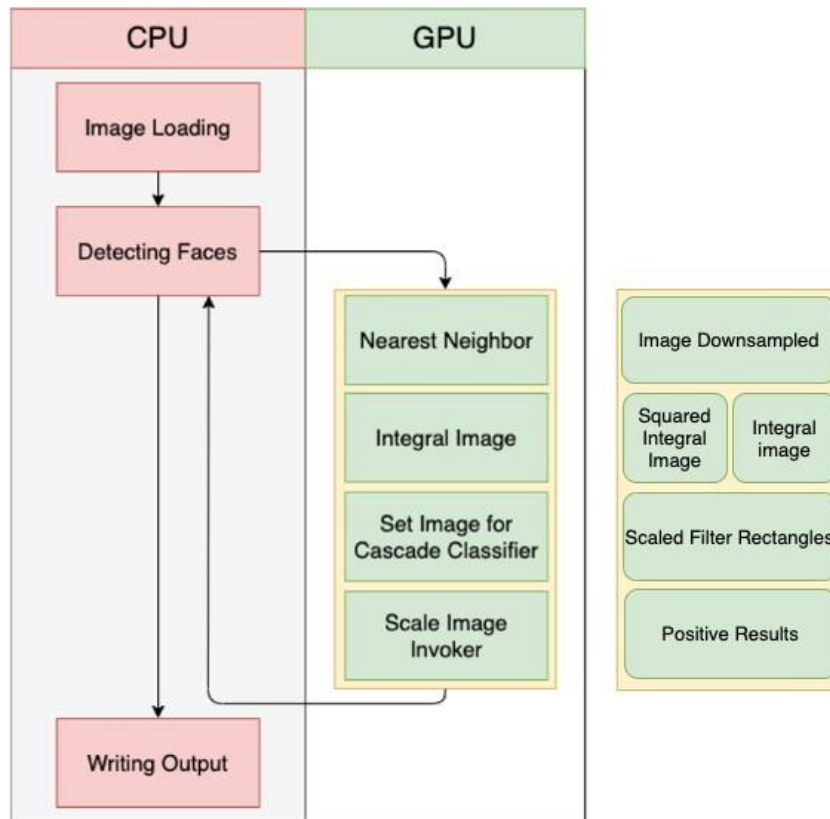 CPU
GPU
Image Loading
Detecting Faces
Nearest Neighbor
Integral Image
Set Image for
Cascade Classifier
Scale Image
Invoker
Writing Output
Image Downsampled
Squared
Integral
Image
Integral
image
Scaled Filter Rectangles
Positive Results